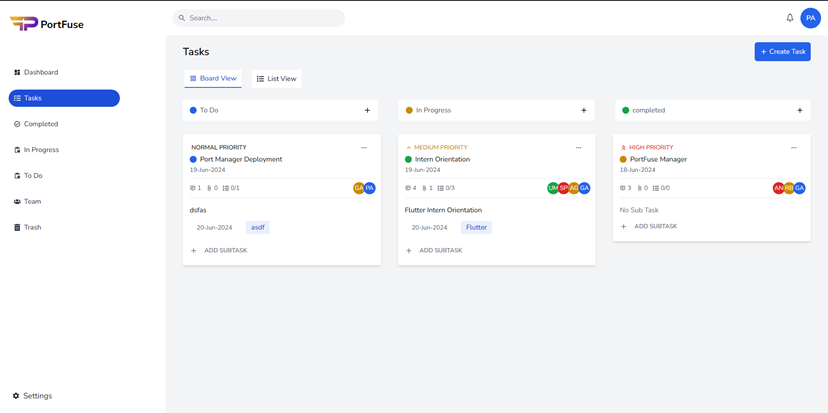 PortFuse
Search....
PA
Dashboard
Tasks
Completed
In Progress
To Do
Team
Trash
Settings
Tasks
+ Create Task
Board View
List View
To Do +
In Progress +
completed +
NORMAL PRIORITY ...
Port Manager Deployment
19-Jun-2024
1 0 0/1 GA PA
dsfas
20-Jun-2024 asdf
+ ADD SUBTASK
MEDIUM PRIORITY ...
Intern Orientation
19-Jun-2024
4 1 0/3 UM SP AG GA
Flutter Intern Orientation
20-Jun-2024 Flutter
+ ADD SUBTASK
HIGH PRIORITY ...
PortFuse Manager
18-Jun-2024
3 0 0/0 AN RB GA
No Sub Task
+ ADD SUBTASK